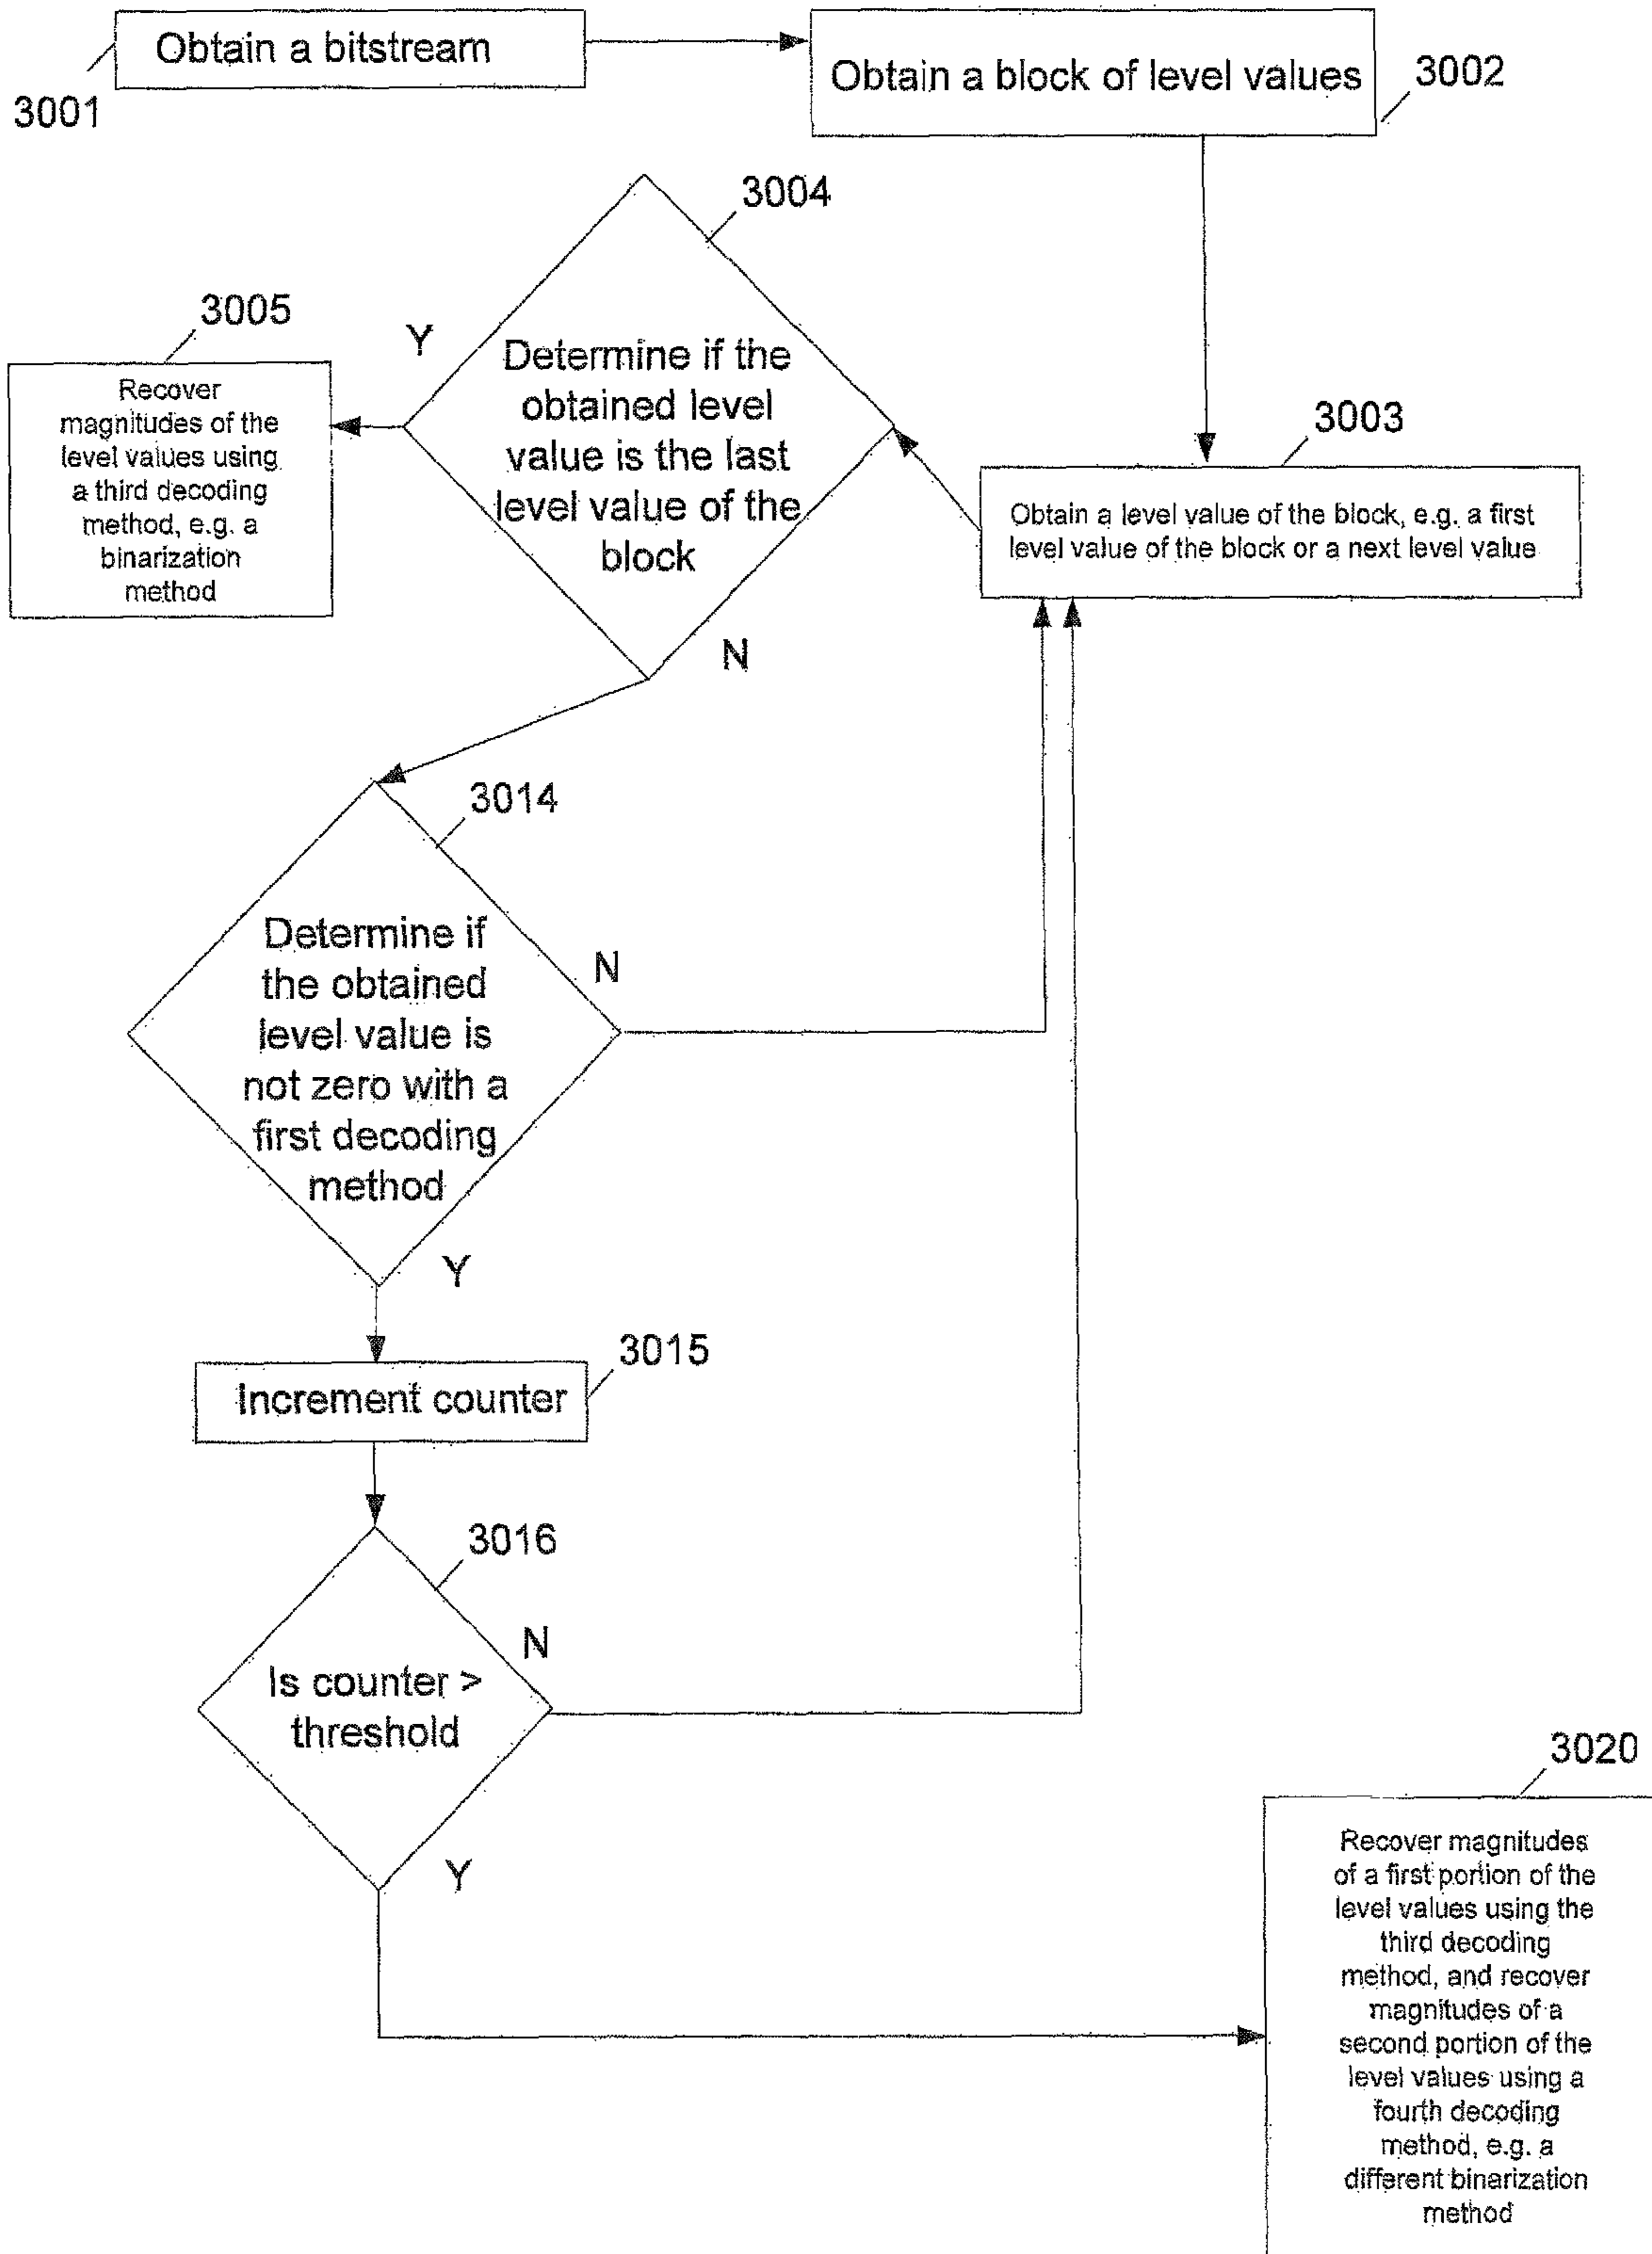 Obtain a bitstream
3001
Obtain a block of level values
3002
3004
Determine if the
obtained level
value is the last
level value of the
block
Y
N
3005
Recover
magnitudes of the
level values using
a third decoding
method, e.g. a
binarization
method
3003
Obtain a level value of the block, e.g. a first
level value of the block or a next level value
3014
Determine if
the obtained
level value is
not zero with a
first decoding
method
N
Y
3015
Increment counter
3016
Is counter >
threshold
N
Y
3020
Recover magnitudes
of a first portion of the
level values using the
third decoding
method, and recover
magnitudes of a
second portion of the
level values using a
fourth decoding
method, e.g. a
different binarization
method